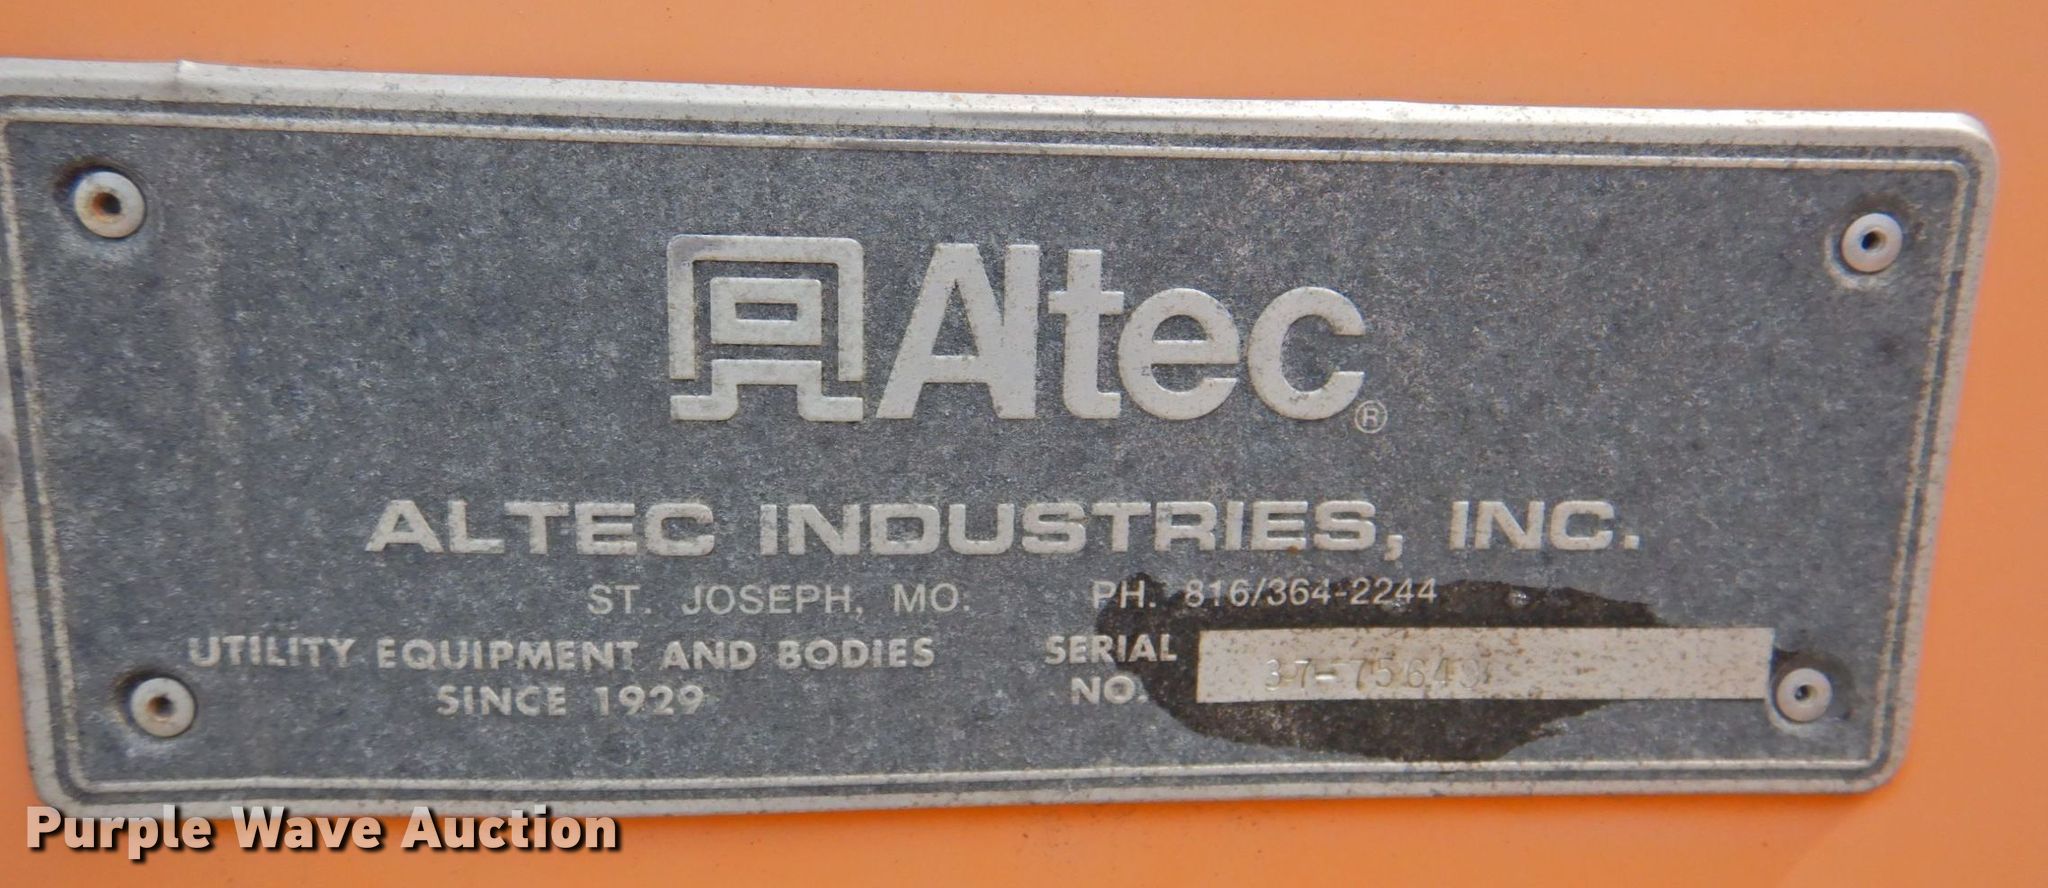 Altec®
ALTEC INDUSTRIES, INC.
ST. JOSEPH, MO. PH. 816/364-2244
UTILITY EQUIPMENT AND BODIES
SINCE 1929
SERIAL
NO.
Purple Wave Auction